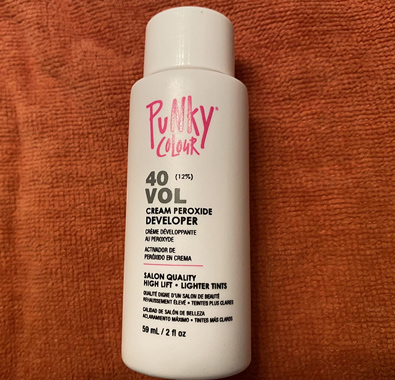 PUNKY
COLOUR
40 (12%)
VOL
CREAM PEROXIDE
DEVELOPER
CRÈME DÉVELOPPANTE
AU PEROXYDE
ACTIVADOR DE
PERÓXIDO EN CREMA
SALON QUALITY
HIGH LIFT • LIGHTER TINTS
QUALITÉ DIGNE D'UN SALON DE BEAUTÉ
REHAUSSEMENT ÉLEVÉ • TEINTES PLUS CLAIRES
CALIDAD DE SALÓN DE BELLEZA
ACLARAMIENTO MÁXIMO • TINTES MÁS CLAROS
59 mL / 2 fl oz